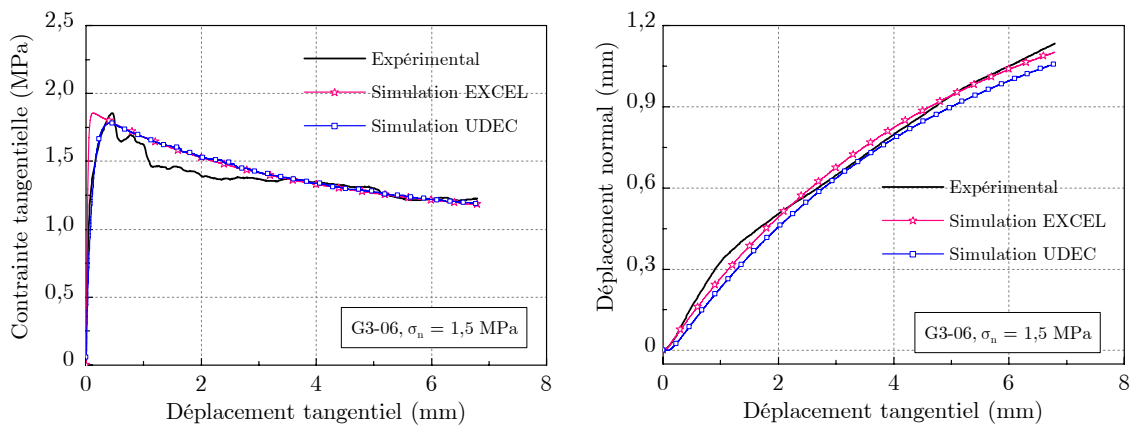 2,5
2,0
1,5
1,0
0,5
0
Contrainte tangentielle (MPa)
Expérimental
Simulation EXCEL
Simulation UDEC
G3-06, σn = 1,5 MPa
0
2
4
6
8
Déplacement tangentiel (mm)
1,2
0,9
0,6
0,3
0
Déplacement normal (mm)
Expérimental
Simulation EXCEL
Simulation UDEC
G3-06, σn = 1,5 MPa
0
2
4
6
8
Déplacement tangentiel (mm)